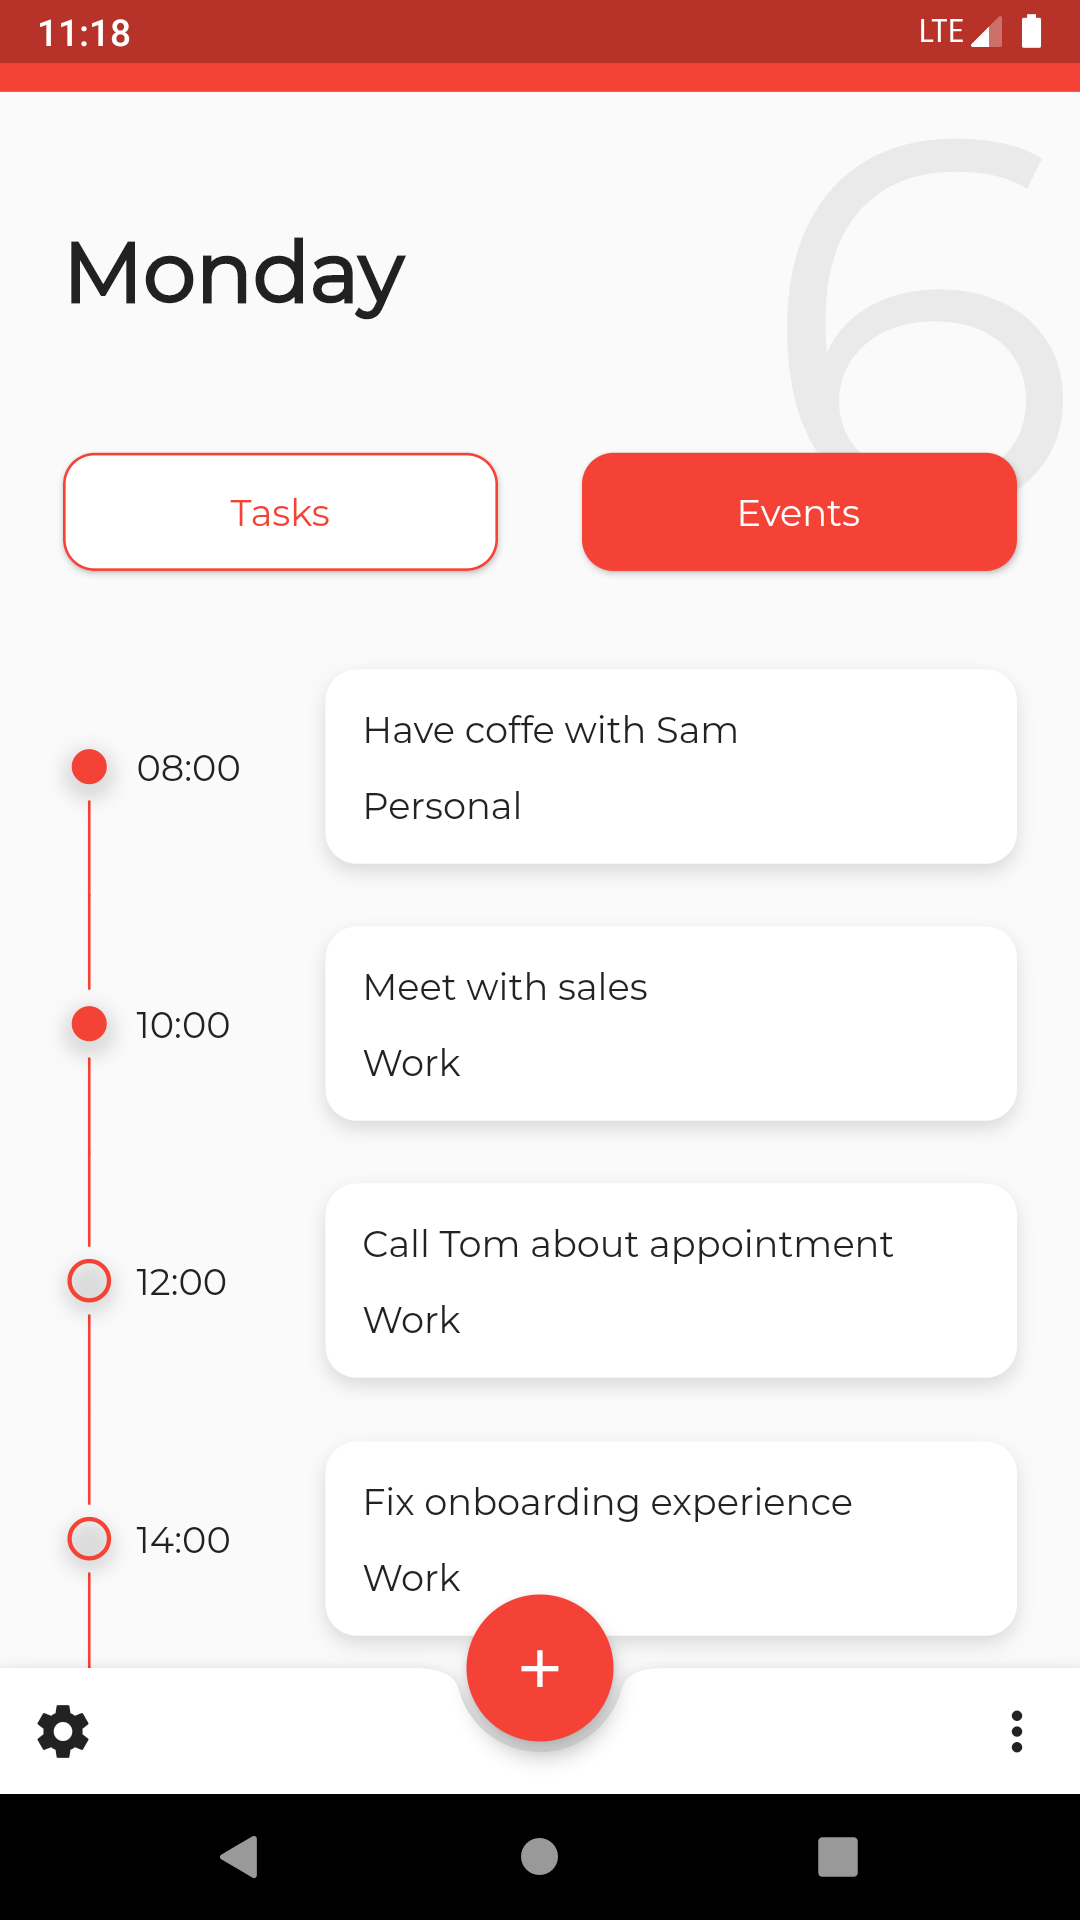 11:18
LTE
6
Monday
Tasks
Events
08:00
Have coffe with Sam
Personal
10:00
Meet with sales
Work
12:00
Call Tom about appointment
Work
14:00
Fix onboarding experience
Work
+